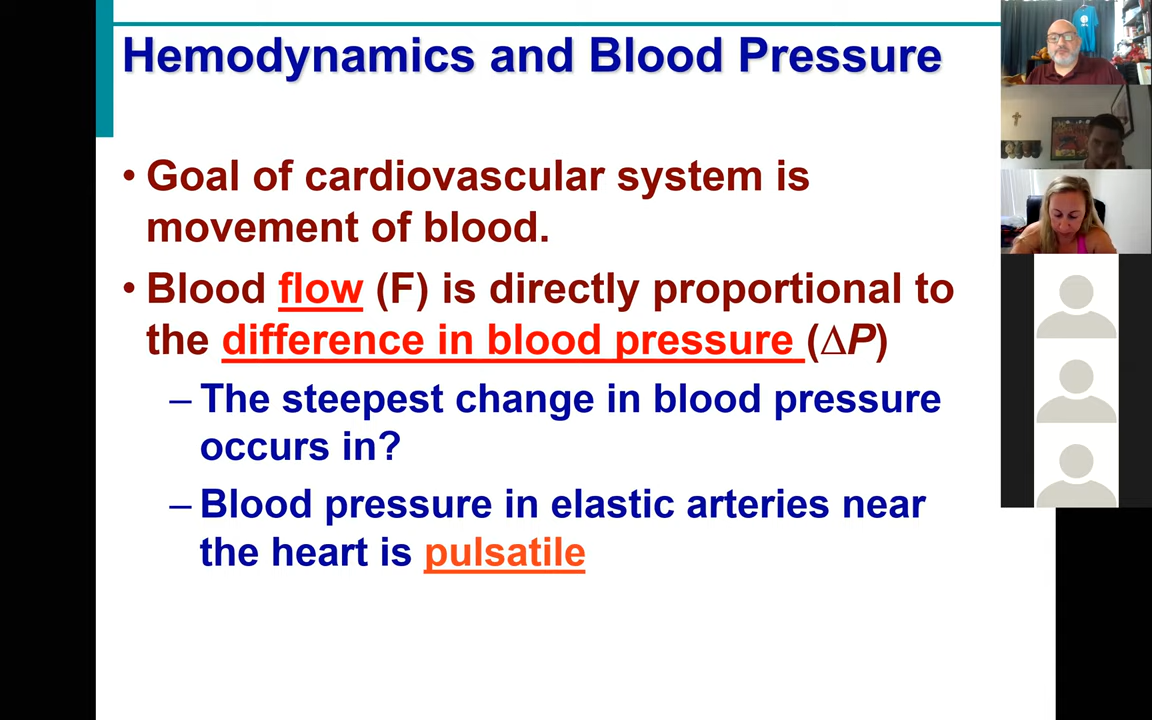 Hemodynamics and Blood Pressure
• Goal of cardiovascular system is
movement of blood.
• Blood flow (F) is directly proportional to
the difference in blood pressure (∆P)
– The steepest change in blood pressure
occurs in?
– Blood pressure in elastic arteries near
the heart is pulsatile